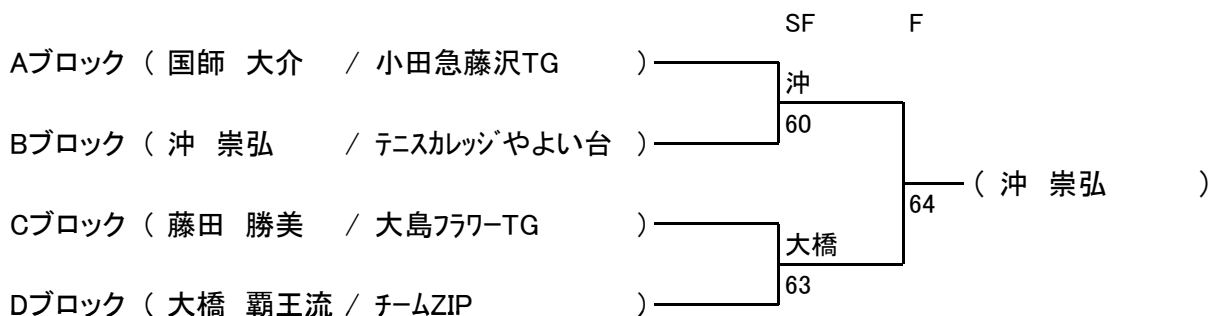 SF F
Aブロック ( 国師 大介 / 小田急藤沢TG )
沖
60
Bブロック ( 沖 崇弘 / テニスカレッジやよい台 )
( 沖 崇弘 )
64
Cブロック ( 藤田 勝美 / 大島フラワーTG )
大橋
63
Dブロック ( 大橋 覇王流 / チームZIP )